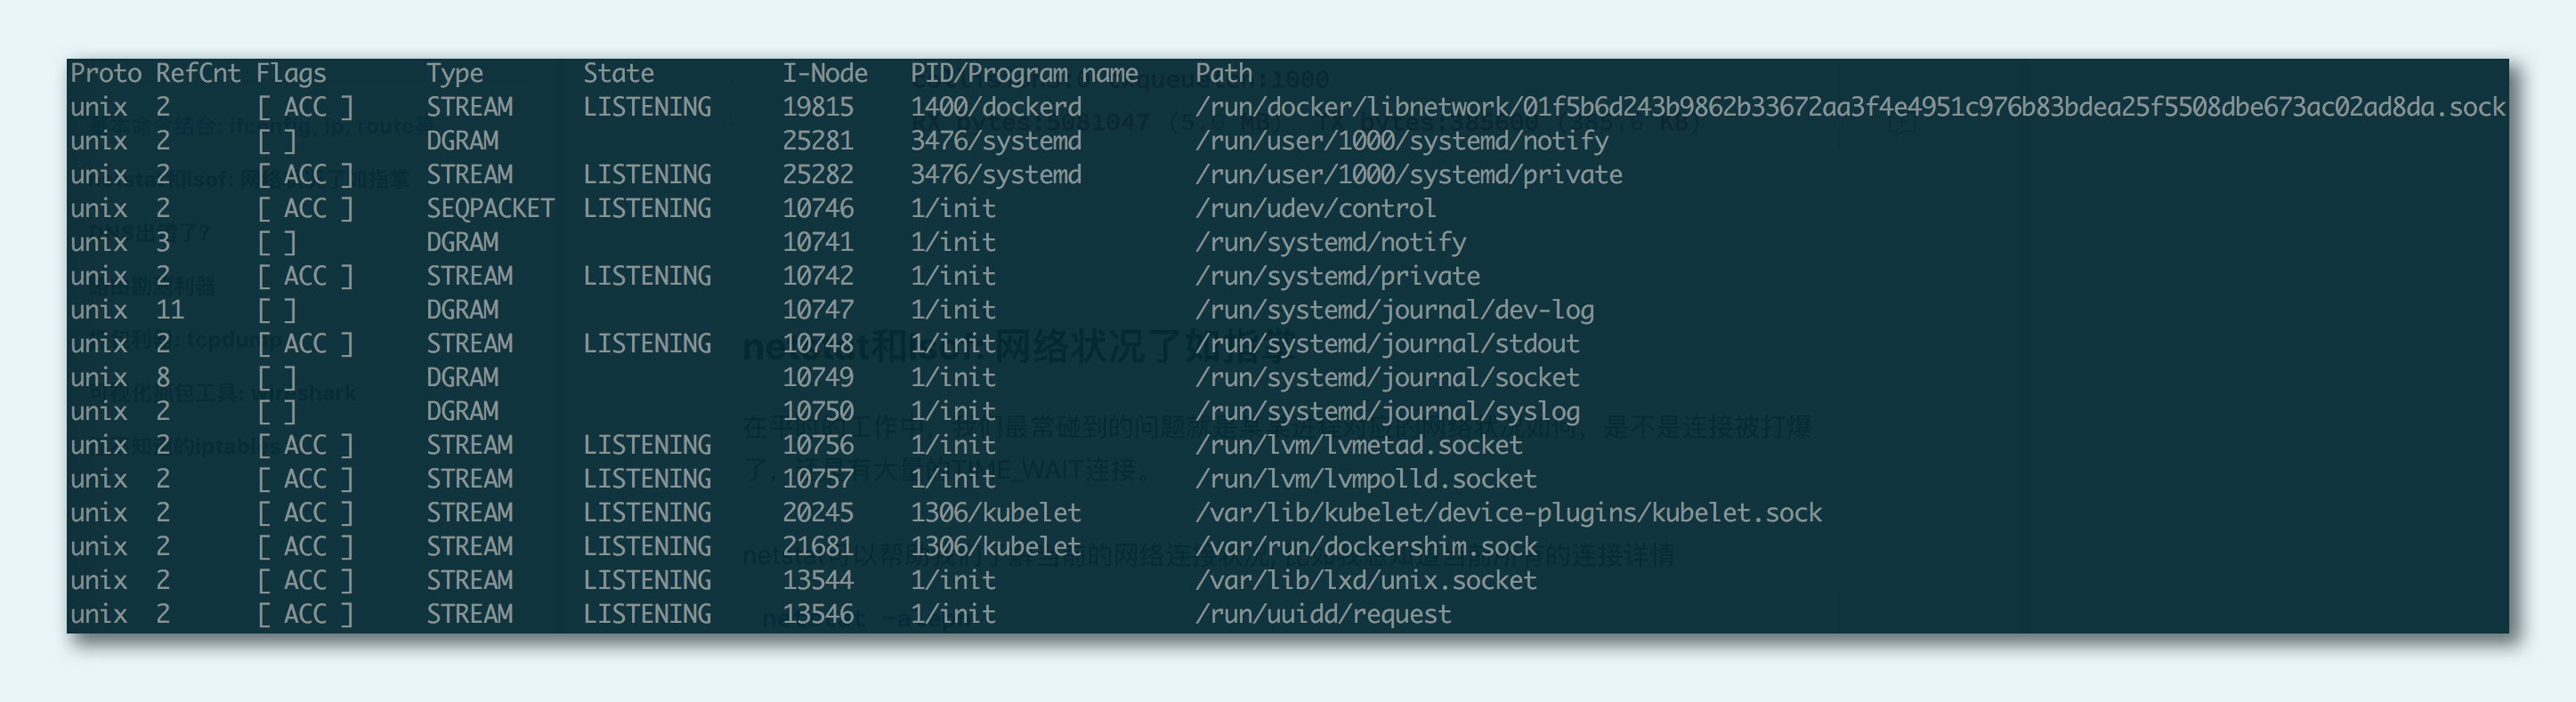 Proto RefCnt Flags Type State I-Node PID/Program name Path
unix 2 [ ACC ] STREAM LISTENING 19815 1400/dockerd /run/docker/libnetwork/01f5b6d243b9862b33672aa3f4e4951c976b83bdea25f5508dbe673ac02ad8da.sock
unix 2 [ ] DGRAM 25281 3476/systemd /run/user/1000/systemd/notify
unix 2 [ ACC ] STREAM LISTENING 25282 3476/systemd /run/user/1000/systemd/private
unix 2 [ ACC ] SEQPACKET LISTENING 10746 1/init /run/udev/control
unix 3 [ ] DGRAM 10741 1/init /run/systemd/notify
unix 2 [ ACC ] STREAM LISTENING 10742 1/init /run/systemd/private
unix 11 [ ] DGRAM 10747 1/init /run/systemd/journal/dev-log
unix 2 [ ACC ] STREAM LISTENING 10748 1/init /run/systemd/journal/stdout
unix 8 [ ] DGRAM 10749 1/init /run/systemd/journal/socket
unix 2 [ ] DGRAM 10750 1/init /run/systemd/journal/syslog
unix 2 [ ACC ] STREAM LISTENING 10756 1/init /run/lvm/lvmetad.socket
unix 2 [ ACC ] STREAM LISTENING 10757 1/init /run/lvm/lvmpolld.socket
unix 2 [ ACC ] STREAM LISTENING 20245 1306/kubelet /var/lib/kubelet/device-plugins/kubelet.sock
unix 2 [ ACC ] STREAM LISTENING 21681 1306/kubelet /var/run/dockershim.sock
unix 2 [ ACC ] STREAM LISTENING 13544 1/init /var/lib/lxd/unix.socket
unix 2 [ ACC ] STREAM LISTENING 13546 1/init /run/uuidd/request